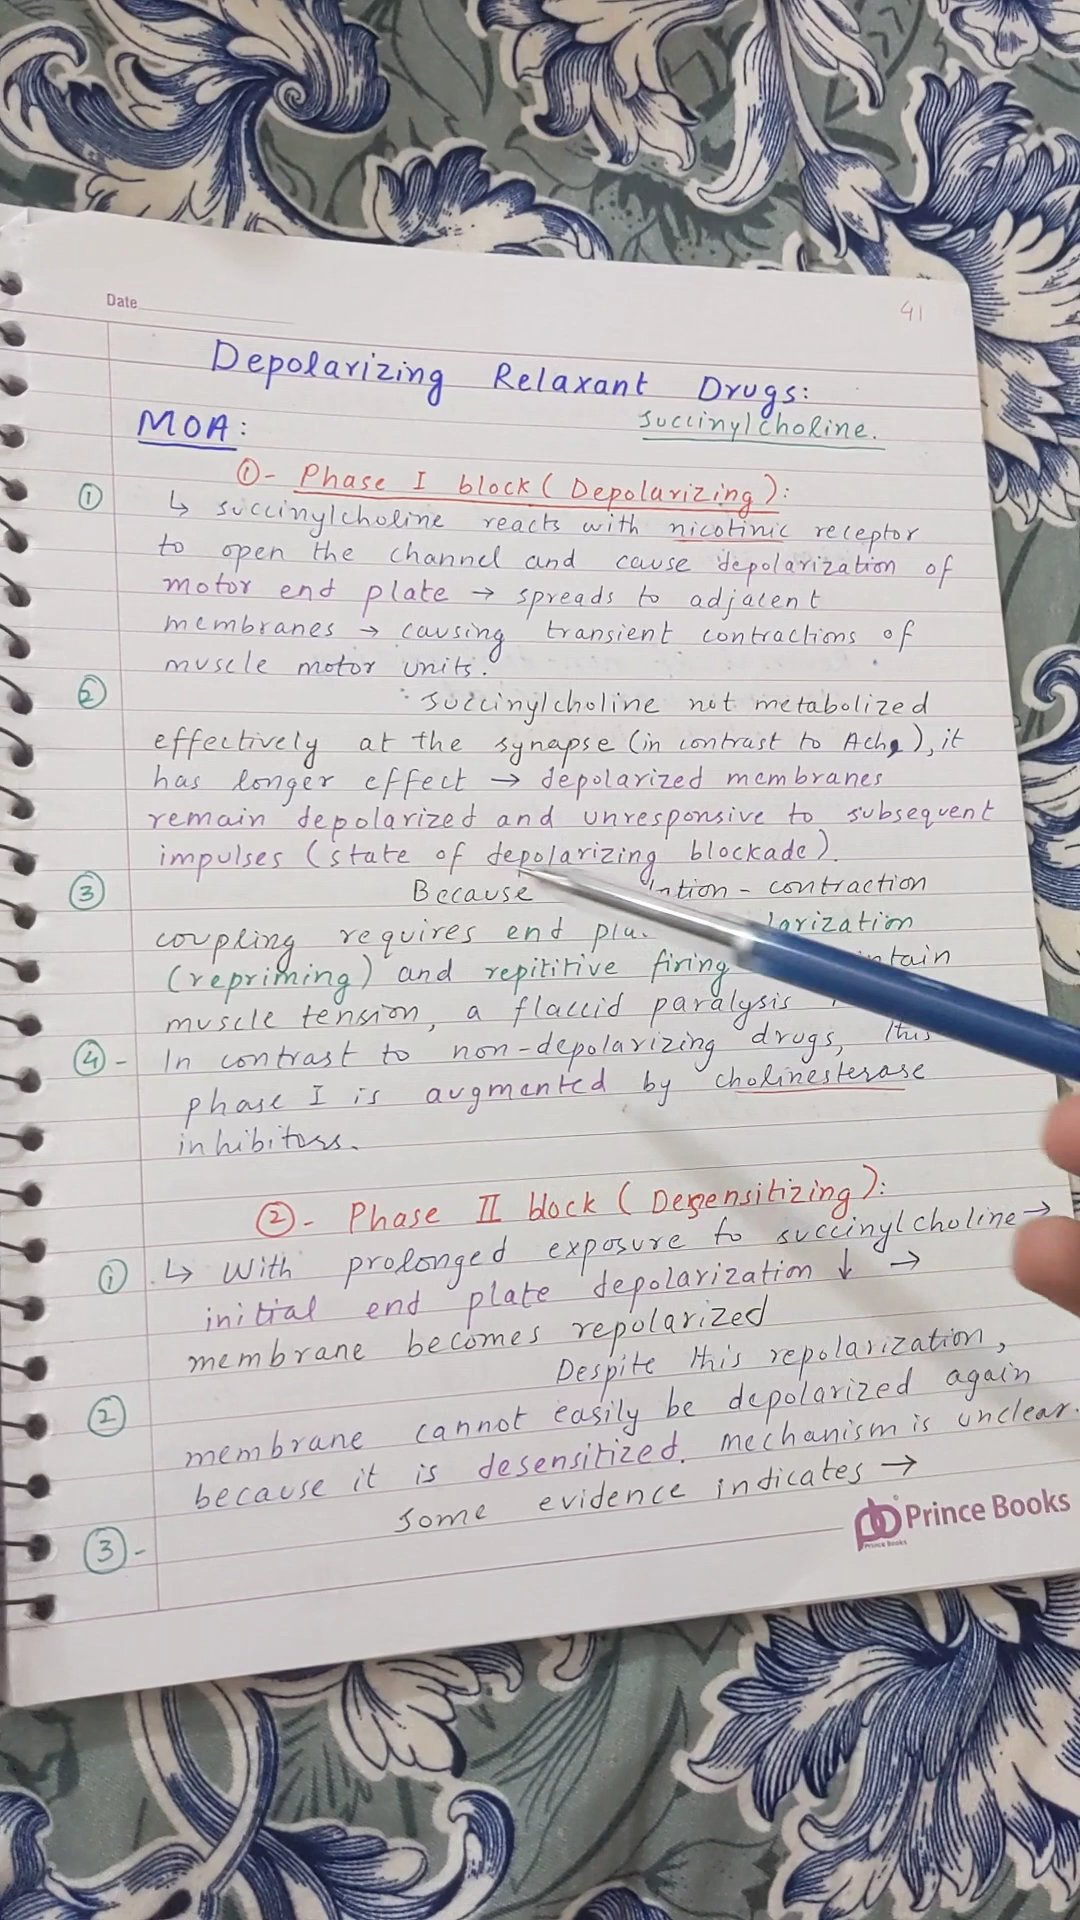 Date
41
Depolarizing Relaxant Drugs:
MOA:
Succinylcholine.
①- Phase I block (Depolarizing):
① ↳ succinylcholine reacts with nicotinic receptor
to open the channel and cause depolarization of
motor end plate → spreads to adjacent
membranes → causing transient contractions of
muscle motor units.
② Succinylcholine not metabolized
effectively at the synapse (in contrast to Ach), it
has longer effect → depolarized membranes
remain depolarized and unresponsive to subsequent
impulses (state of depolarizing blockade).
③ Because - contraction
coupling requires end
(repriming) and repititive firing
muscle tension, a flaccid paralysis
④- In contrast to non-depolarizing drugs, this
phase I is augmented by cholinesterase
inhibitors.
②- Phase II block (Desensitizing):
① ↳ With prolonged exposure to succinylcholine →
initial end plate depolarization ↓ →
membrane becomes repolarized
Despite this repolarization,
② membrane cannot easily be depolarized again
because it is desensitized. mechanism is unclear.
③- some evidence indicates →
Prince Books
Prince Books